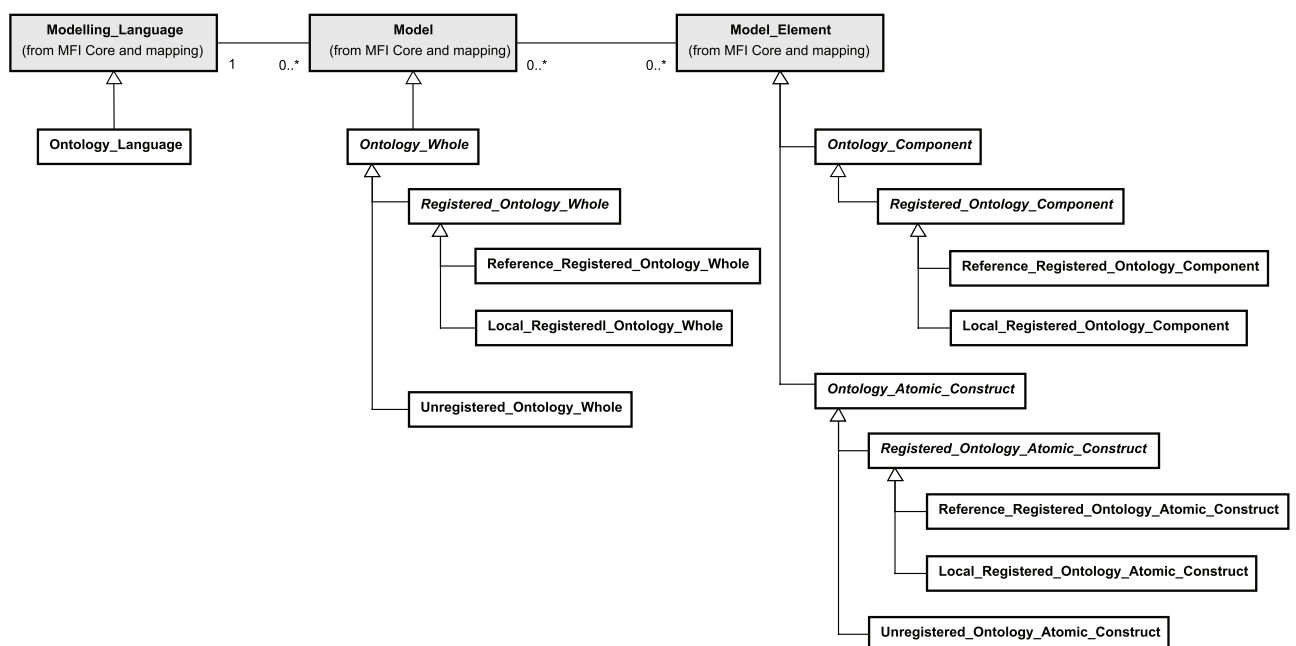 Modelling_Language
(from MFI Core and mapping)
Model
(from MFI Core and mapping)
Model_Element
(from MFI Core and mapping)
1
0..*
0..*
0..*
Ontology_Language
Ontology_Whole
Ontology_Component
Registered_Ontology_Whole
Registered_Ontology_Component
Reference_Registered_Ontology_Whole
Reference_Registered_Ontology_Component
Local_Registeredl_Ontology_Whole
Local_Registered_Ontology_Component
Ontology_Atomic_Construct
Unregistered_Ontology_Whole
Registered_Ontology_Atomic_Construct
Reference_Registered_Ontology_Atomic_Construct
Local_Registered_Ontology_Atomic_Construct
Unregistered_Ontology_Atomic_Construct